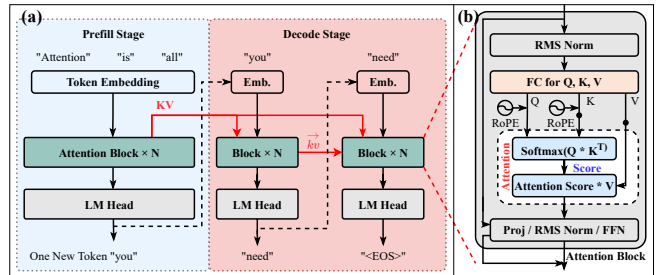 (a)
Prefill Stage
Decode Stage
"Attention" "is" "all"
"you"
"need"
Token Embedding
Emb.
Emb.
KV
Attention Block × N
Block × N
kv
Block × N
LM Head
LM Head
LM Head
One New Token "you"
"need"
"<EOS>"
(b)
RMS Norm
FC for Q, K, V
Q
K
V
RoPE
RoPE
Attention
Softmax(Q * K^T)
Score
Attention Score * V
Proj / RMS Norm / FFN
Attention Block